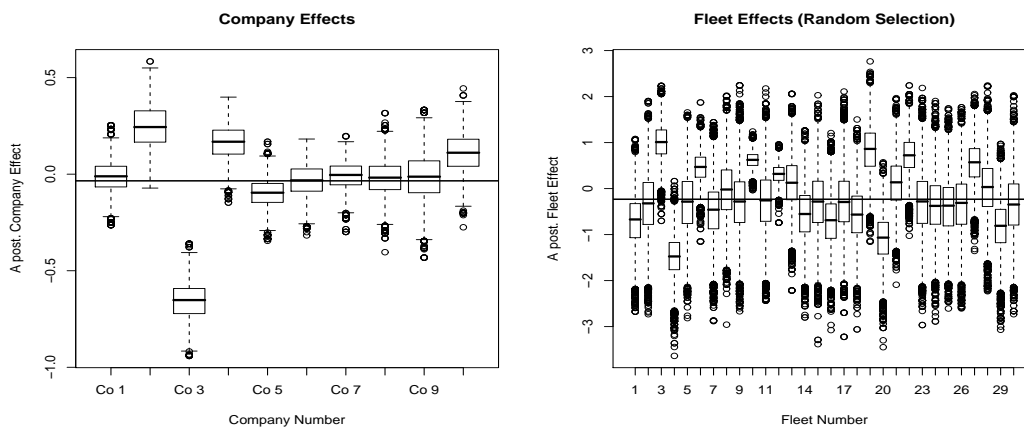 Company Effects
A post. Company Effect
0.5
0.0
−0.5
−1.0
Co 1 Co 3 Co 5 Co 7 Co 9
Company Number
Fleet Effects (Random Selection)
A post. Fleet Effect
3
2
1
0
−1
−2
−3
1 3 5 7 9 11 14 17 20 23 26 29
Fleet Number